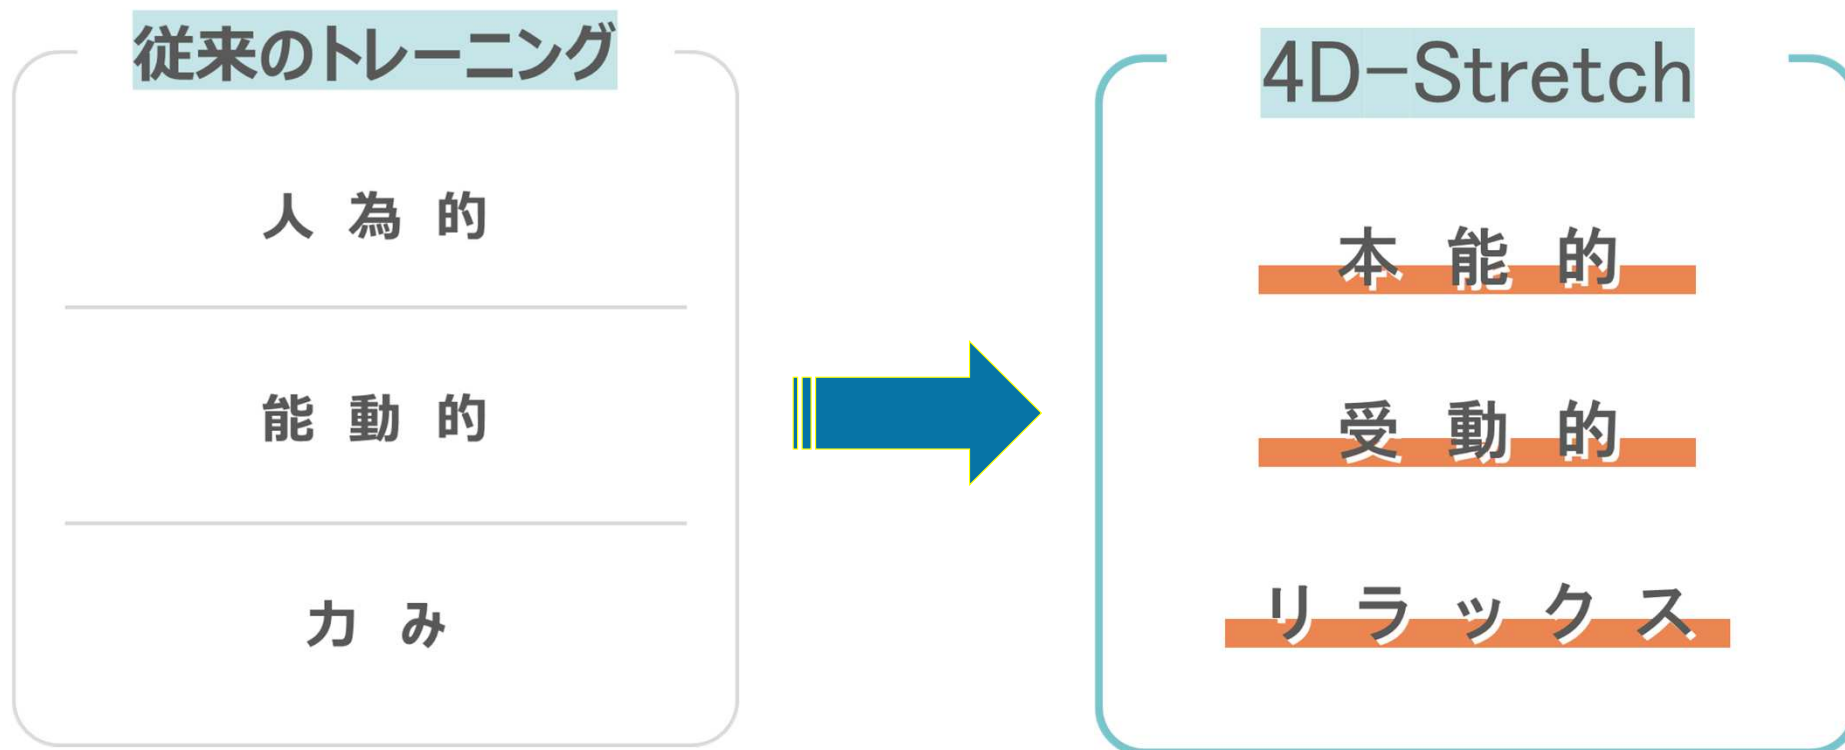 従来のトレーニング
人為的
能動的
力み
4D-Stretch
本能的
受動的
リラックス